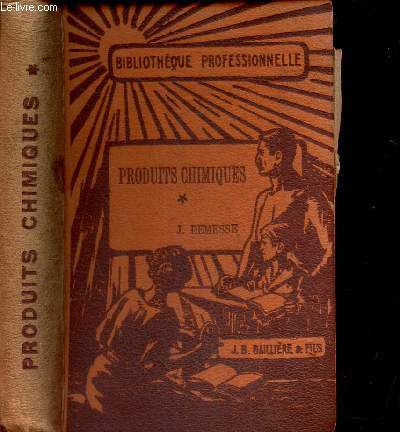 Le-livre.com
BIBLIOTHÈQUE PROFESSIONNELLE
PRODUITS CHIMIQUES
*
J. DEMESSE
J. B. BAILLIÈRE & FILS
PRODUITS CHIMIQUES *